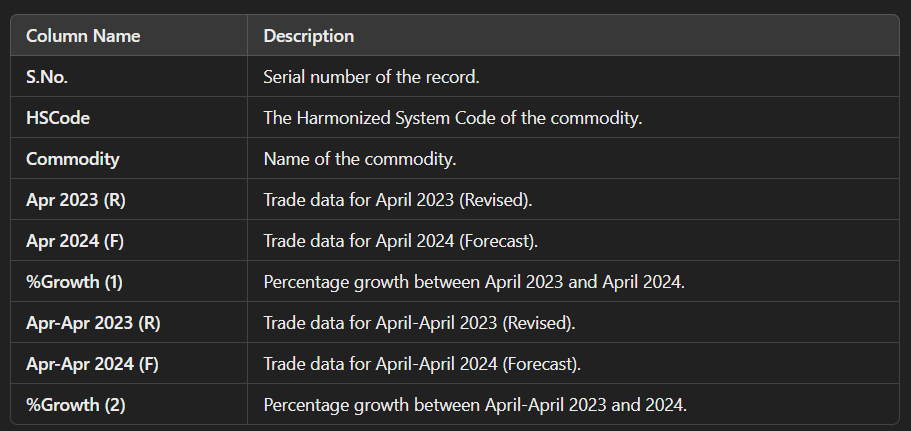 Column Name Description
S.No. Serial number of the record.
HSCode The Harmonized System Code of the commodity.
Commodity Name of the commodity.
Apr 2023 (R) Trade data for April 2023 (Revised).
Apr 2024 (F) Trade data for April 2024 (Forecast).
%Growth (1) Percentage growth between April 2023 and April 2024.
Apr-Apr 2023 (R) Trade data for April-April 2023 (Revised).
Apr-Apr 2024 (F) Trade data for April-April 2024 (Forecast).
%Growth (2) Percentage growth between April-April 2023 and 2024.